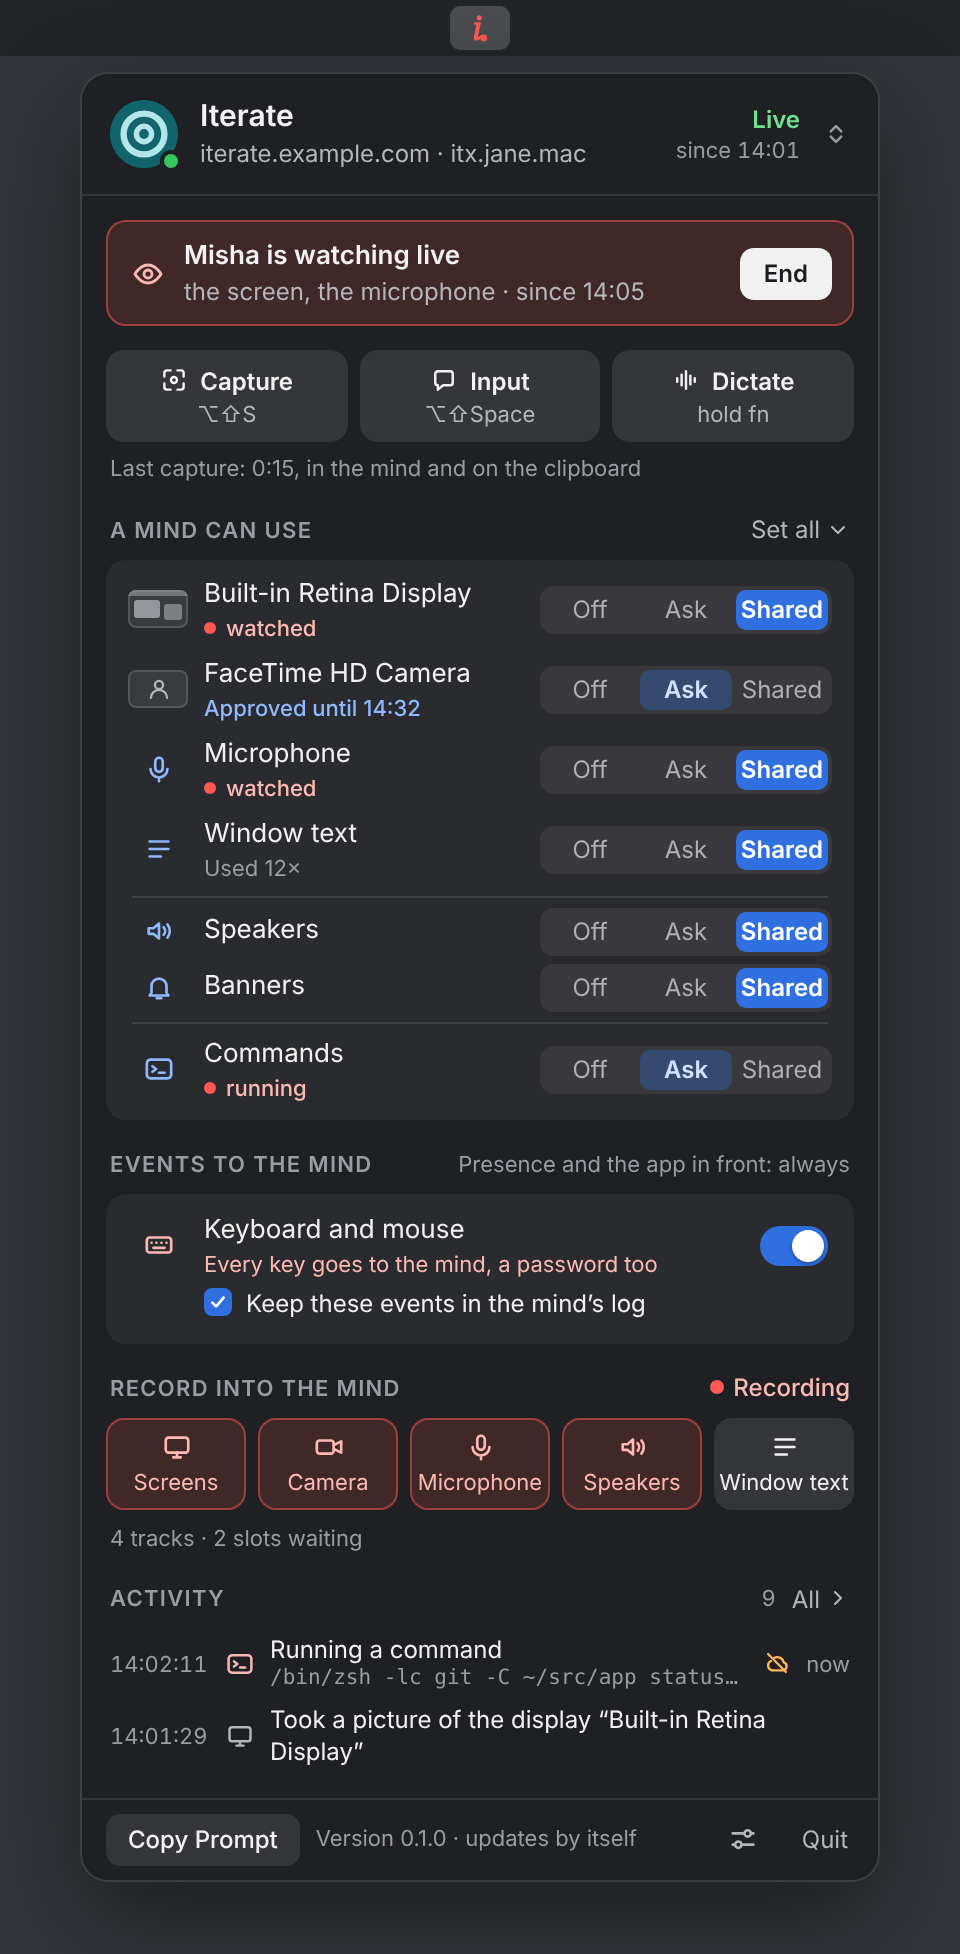 i.
Iterate
iterate.example.com · itx.jane.mac
Live
since 14:01
Misha is watching live
the screen, the microphone · since 14:05
End
Capture
⌥⇧S
Input
⌥⇧Space
Dictate
hold fn
Last capture: 0:15, in the mind and on the clipboard
A MIND CAN USE
Set all
Built-in Retina Display
watched
Off Ask Shared
FaceTime HD Camera
Approved until 14:32
Off Ask Shared
Microphone
watched
Off Ask Shared
Window text
Used 12×
Off Ask Shared
Speakers
Off Ask Shared
Banners
Off Ask Shared
Commands
running
Off Ask Shared
EVENTS TO THE MIND
Presence and the app in front: always
Keyboard and mouse
Every key goes to the mind, a password too
Keep these events in the mind’s log
RECORD INTO THE MIND
Recording
Screens
Camera
Microphone
Speakers
Window text
4 tracks · 2 slots waiting
ACTIVITY
9 All
14:02:11
Running a command
/bin/zsh -lc git -C ~/src/app status…
now
14:01:29
Took a picture of the display “Built-in Retina
Display”
Copy Prompt
Version 0.1.0 · updates by itself
Quit